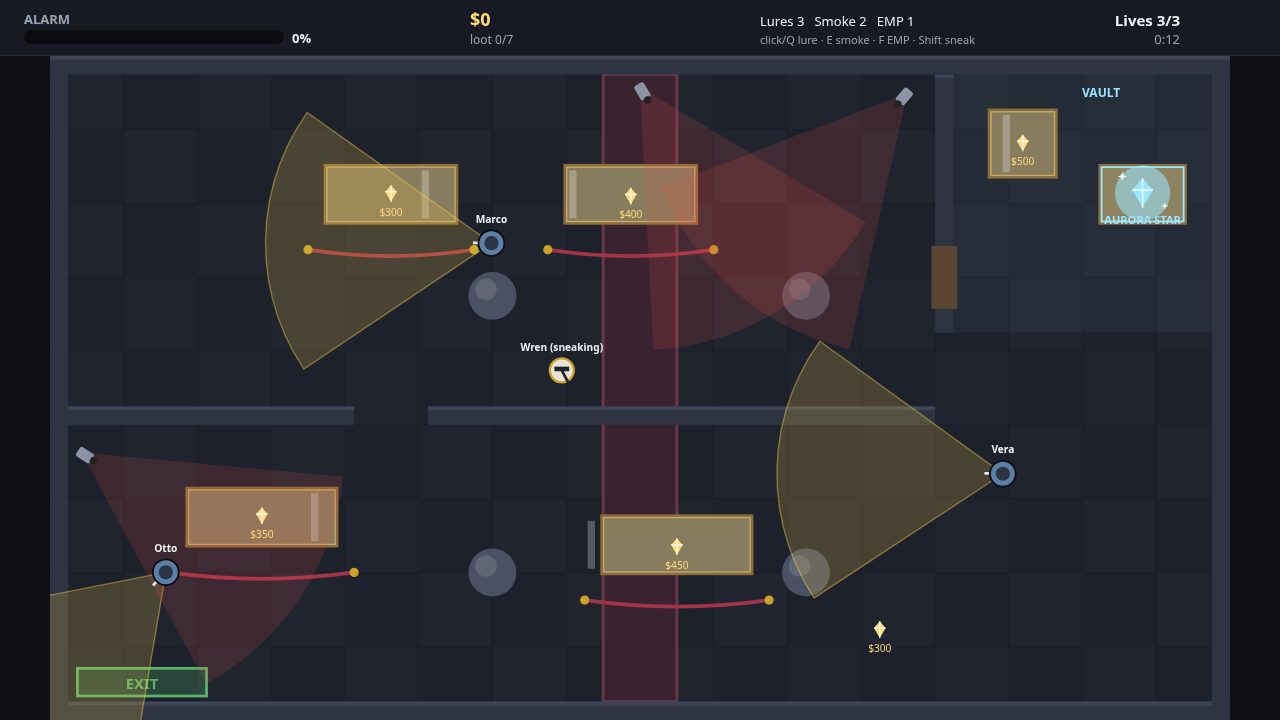 ALARM
0%
$0
loot 0/7
Lures 3 Smoke 2 EMP 1
click/Q lure · E smoke · F EMP · Shift sneak
Lives 3/3
0:12
VAULT
$500
AURORA STAR
$300
$400
Marco
Wren (sneaking)
Vera
$350
Otto
$450
$300
EXIT